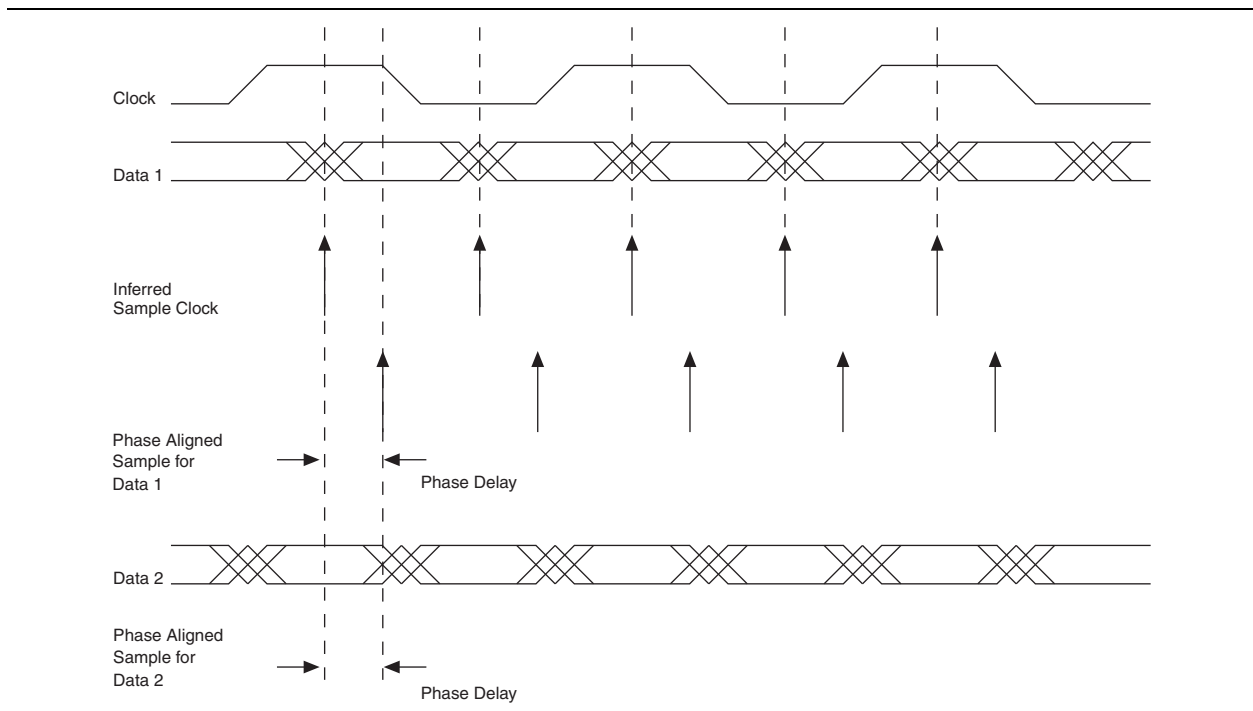 Clock
Data 1
Inferred
Sample Clock
Phase Aligned
Sample for
Data 1
Phase Delay
Data 2
Phase Aligned
Sample for
Data 2
Phase Delay